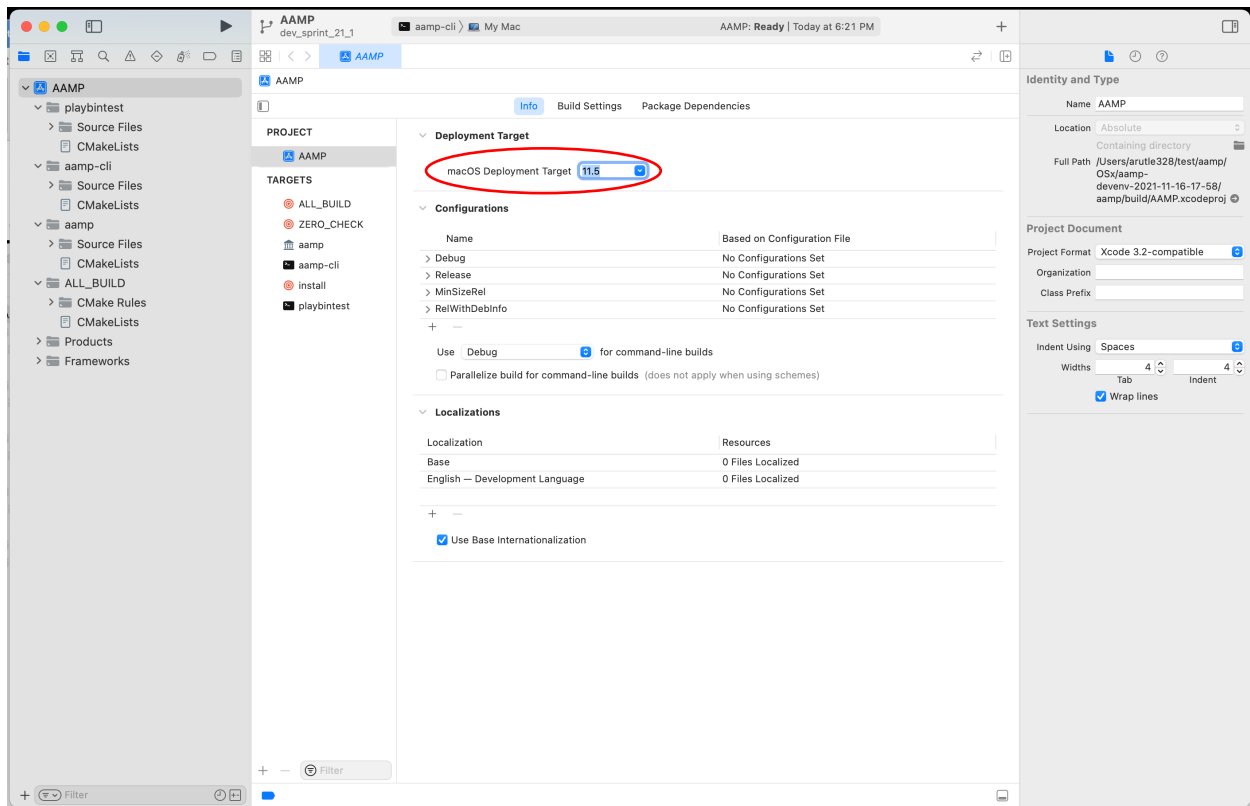 AAMP
dev_sprint_21_1
aamp-cli
My Mac
AAMP: Ready | Today at 6:21 PM
AAMP
AAMP
playbintest
Source Files
CMakeLists
aamp-cli
Source Files
CMakeLists
aamp
Source Files
CMakeLists
ALL_BUILD
CMake Rules
CMakeLists
Products
Frameworks
Filter
AAMP
Info
Build Settings
Package Dependencies
PROJECT
AAMP
TARGETS
ALL_BUILD
ZERO_CHECK
aamp
aamp-cli
install
playbintest
Filter
Deployment Target
macOS Deployment Target 11.5
Configurations
Name Based on Configuration File
Debug No Configurations Set
Release No Configurations Set
MinSizeRel No Configurations Set
RelWithDebInfo No Configurations Set
Use Debug for command-line builds
Parallelize build for command-line builds (does not apply when using schemes)
Localizations
Localization Resources
Base 0 Files Localized
English — Development Language 0 Files Localized
Use Base Internationalization
Identity and Type
Name AAMP
Location Absolute
Containing directory
Full Path /Users/arutle328/test/aamp/
OSx/aamp-
devenv-2021-11-16-17-58/
aamp/build/AAMP.xcodeproj
Project Document
Project Format Xcode 3.2-compatible
Organization
Class Prefix
Text Settings
Indent Using Spaces
Widths 4 4
Tab Indent
Wrap lines